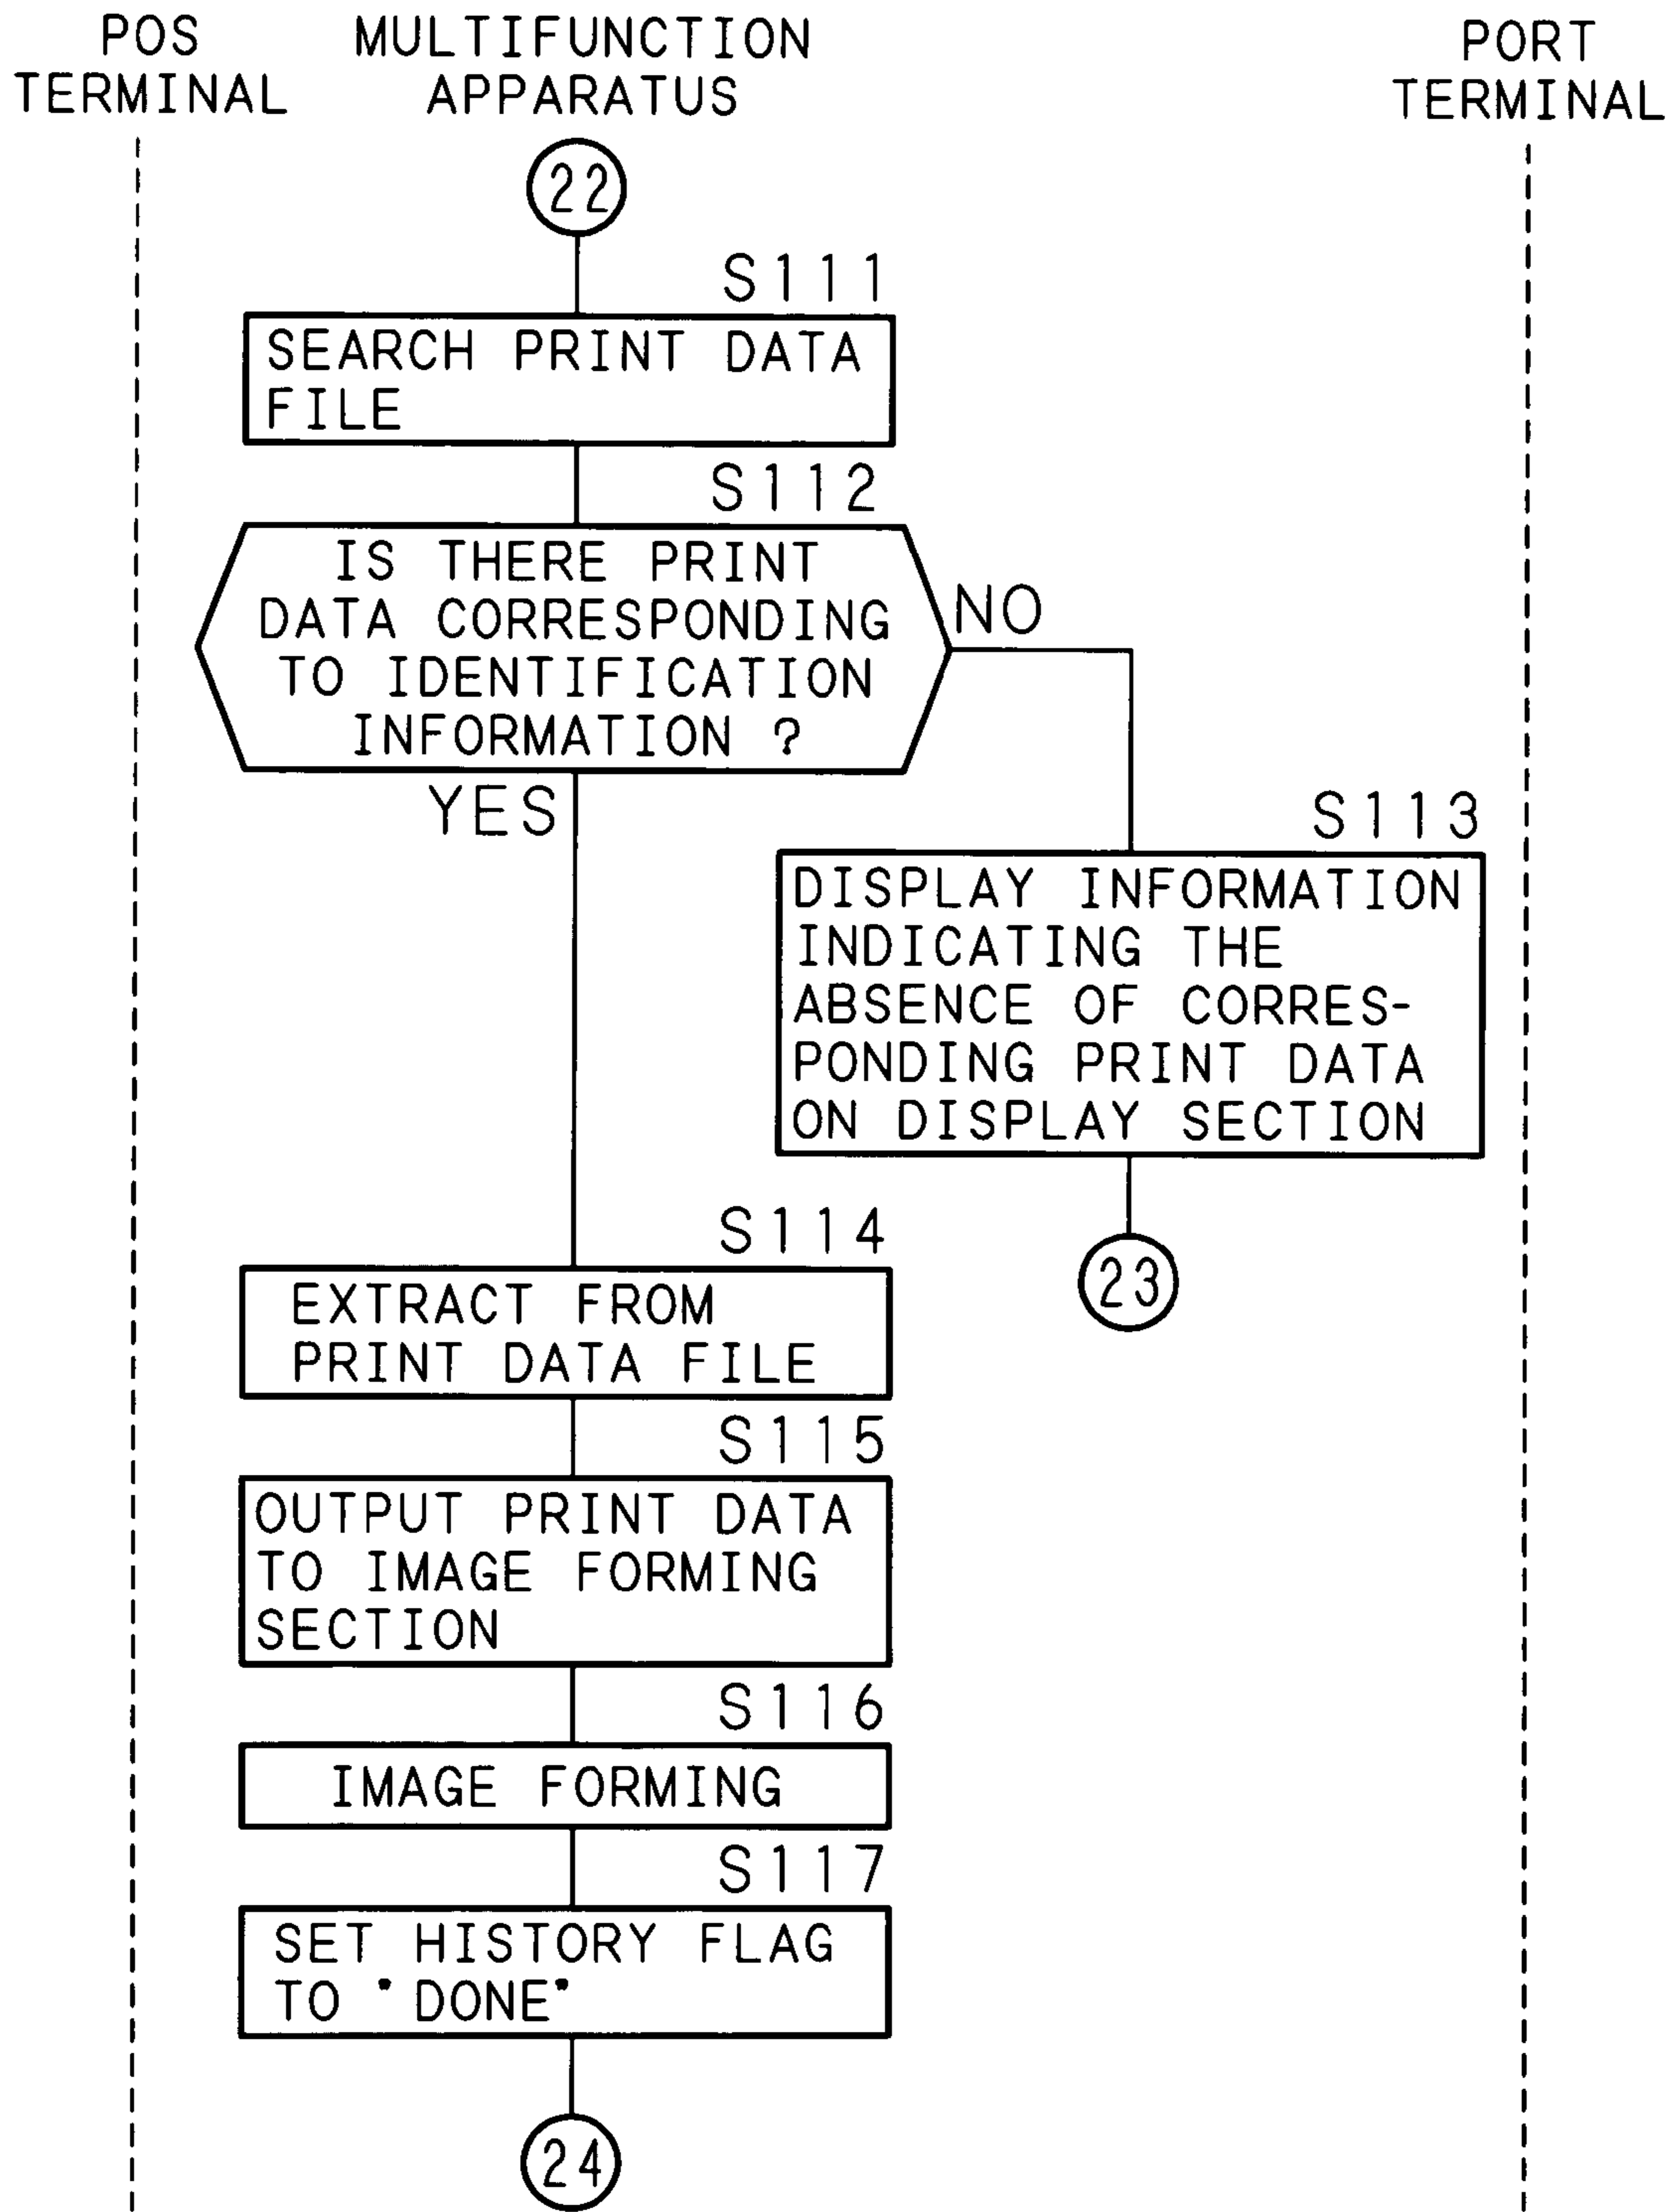 POS
TERMINAL
MULTIFUNCTION
APPARATUS
PORT
TERMINAL
22
S111
SEARCH PRINT DATA
FILE
S112
IS THERE PRINT
DATA CORRESPONDING
TO IDENTIFICATION
INFORMATION ?
NO
YES
S113
DISPLAY INFORMATION
INDICATING THE
ABSENCE OF CORRES-
PONDING PRINT DATA
ON DISPLAY SECTION
23
S114
EXTRACT FROM
PRINT DATA FILE
S115
OUTPUT PRINT DATA
TO IMAGE FORMING
SECTION
S116
IMAGE FORMING
S117
SET HISTORY FLAG
TO "DONE"
24